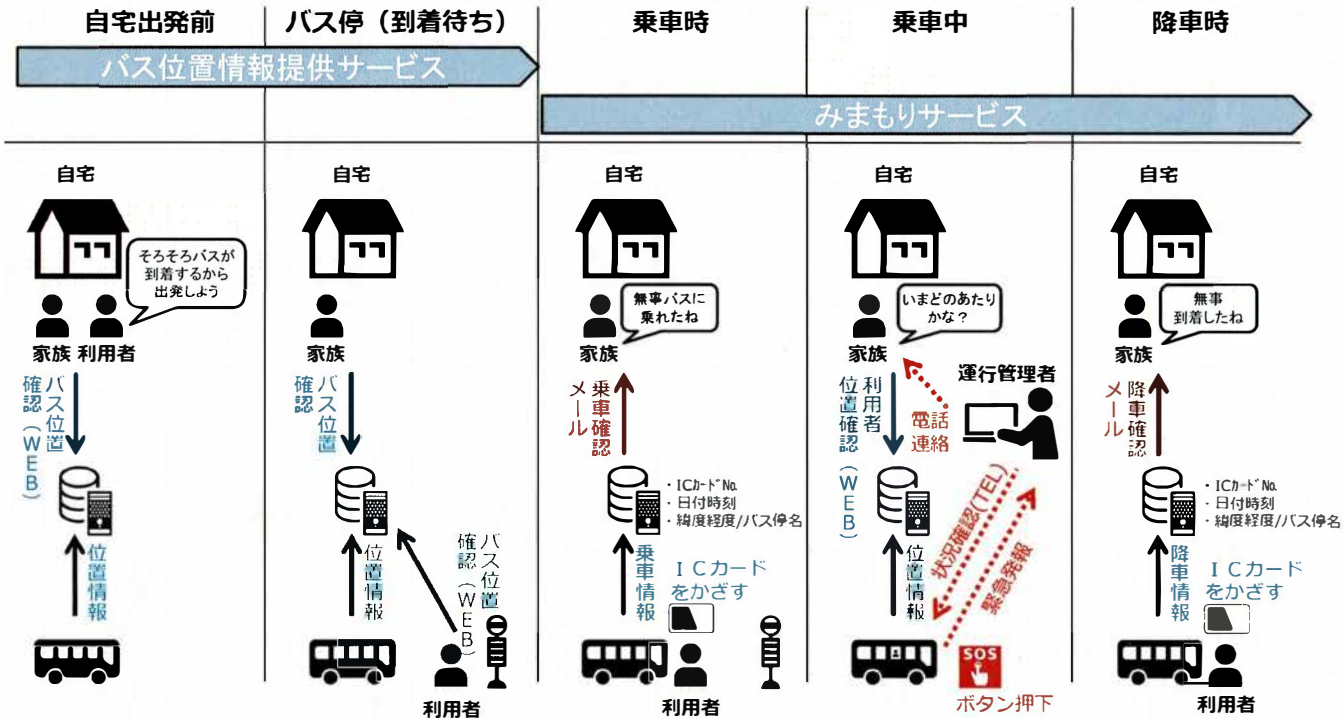 自宅出発前
バス停（到着待ち）
乗車時
乗車中
降車時
バス位置情報提供サービス
みまもりサービス
自宅
そろそろバスが
到着するから
出発しよう
家族 利用者
バス位置
確認（WEB）
位置情報
自宅
家族
バス位置
確認
位置情報
バス位置
確認（WEB）
利用者
自宅
無事バスに
乗れたね
家族
乗車確認
メール
・ICカードNo.
・日付時刻
・緯度経度/バス停名
乗車情報
ＩＣカード
をかざす
利用者
自宅
いまどのあたり
かな？
家族
運行管理者
利用者
位置確認（WEB）
電話
連絡
状況確認(TEL)
緊急発報
位置情報
SOS
ボタン押下
自宅
無事
到着したね
家族
降車確認
メール
・ICカードNo.
・日付時刻
・緯度経度/バス停名
降車情報
ＩＣカード
をかざす
利用者